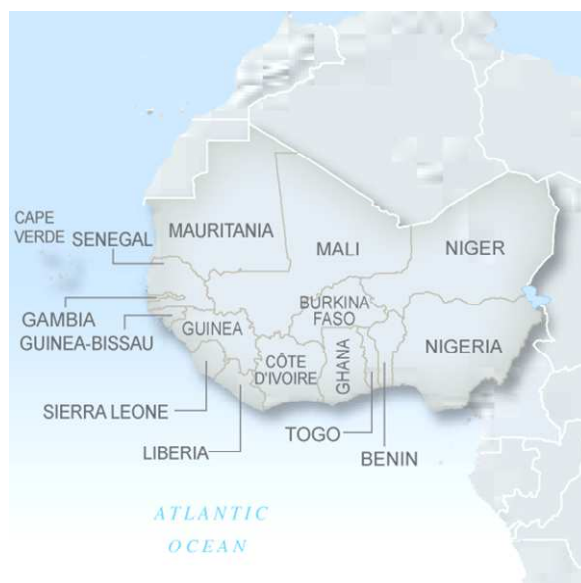 MAURITANIA
CAPE
VERDE
SENEGAL
MALI
NIGER
BURKINA
FASO
GAMBIA
GUINEA
GUINEA-BISSAU
NIGERIA
CÔTE
D'IVOIRE
GHANA
SIERRA LEONE
TOGO
LIBERIA
BENIN
ATLANTIC
OCEAN